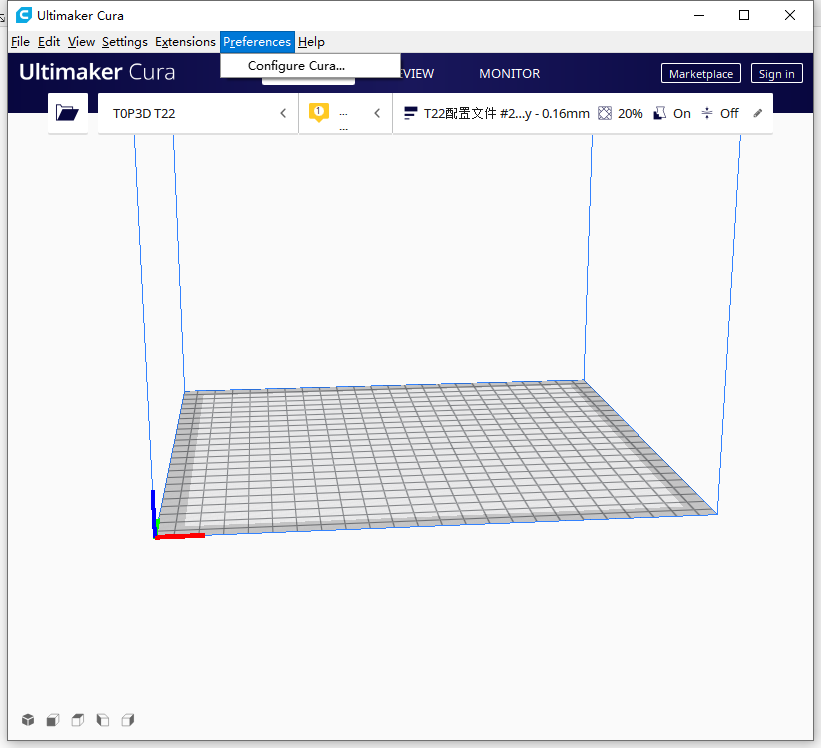 Ultimaker Cura
File Edit View Settings Extensions Preferences Help
Configure Cura...
Ultimaker Cura
EVIEW MONITOR Marketplace Sign in
T0P3D T22 1 ... T22配置文件 #2...y - 0.16mm 20% On Off
...